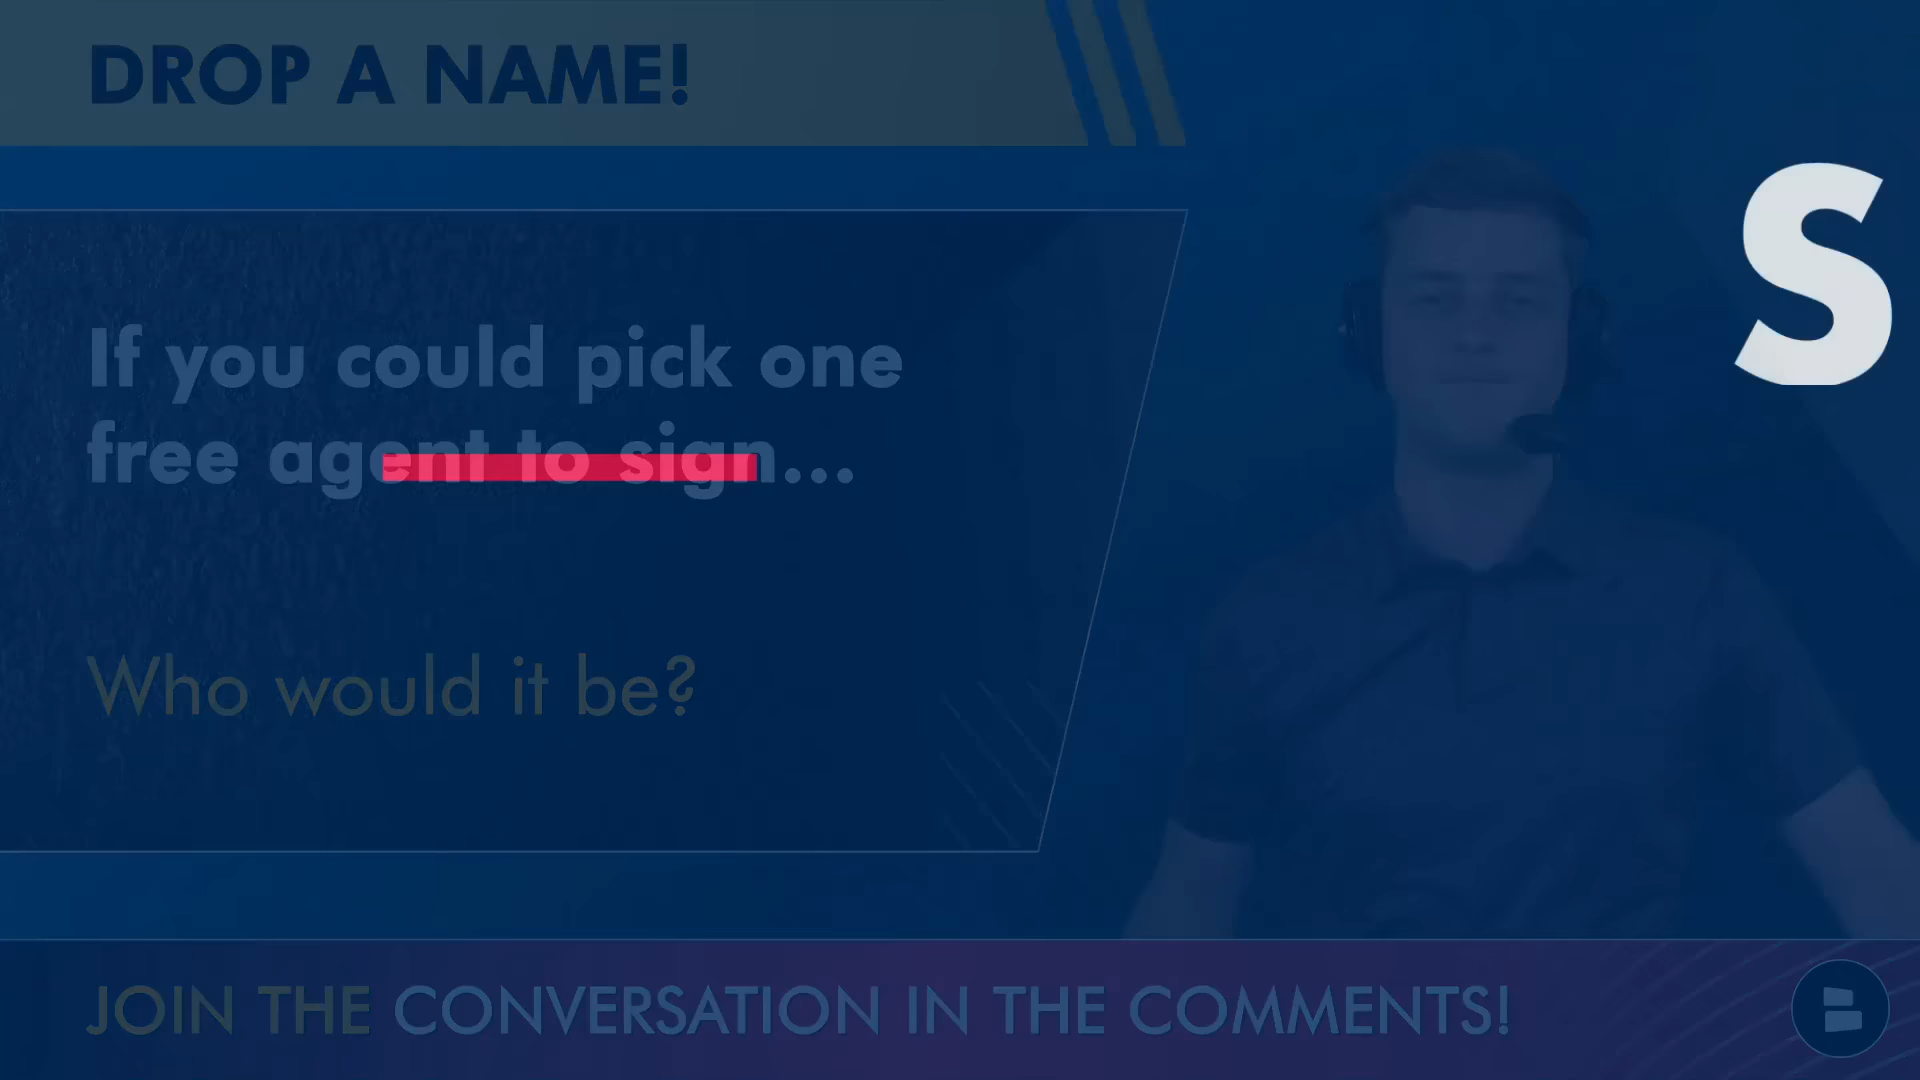 DROP A NAME!
S
If you could pick one
free agent to sign...
Who would it be?
JOIN THE CONVERSATION IN THE COMMENTS!